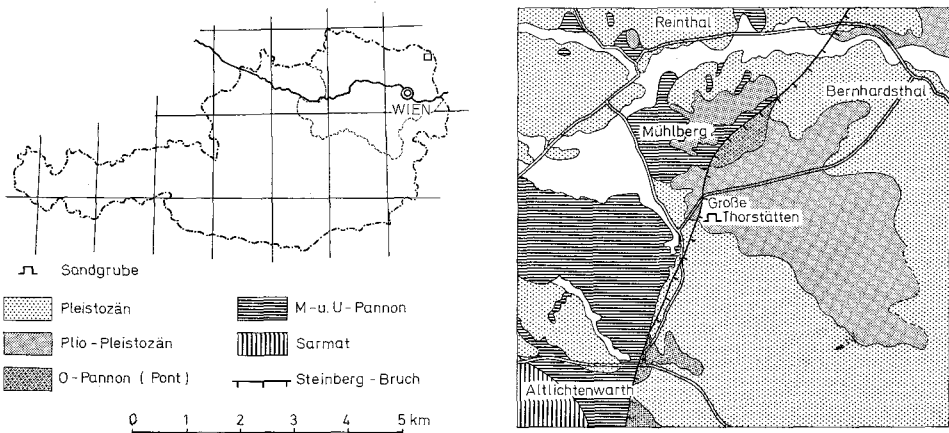 WIEN
Sandgrube
Pleistozän
Plio-Pleistozän
O-Pannon (Pont)
M-u. U-Pannon
Sarmat
Steinberg-Bruch
0 1 2 3 4 5 km
Reinthal
Bernhardsthal
Mühlberg
Große
Thorstätten
Altlichtenwarth